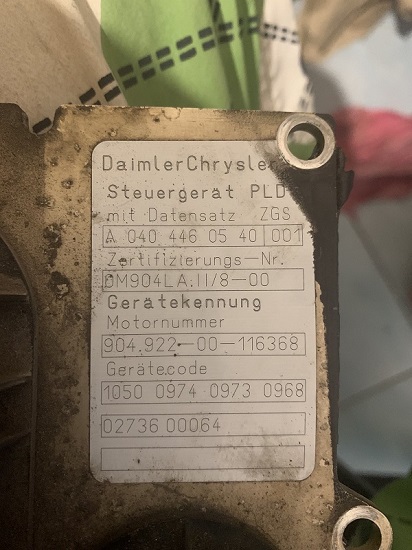 DaimlerChrysler
Steuergerät PLD
mit Datensatz ZGS
A 040 446 05 40 001
Zertifizierungs-Nr.
OM904LA.II/8-00
Gerätekennung
Motornummer
904.922-00-116368
Gerätecode
1050 0974 0973 0968
02736 00064